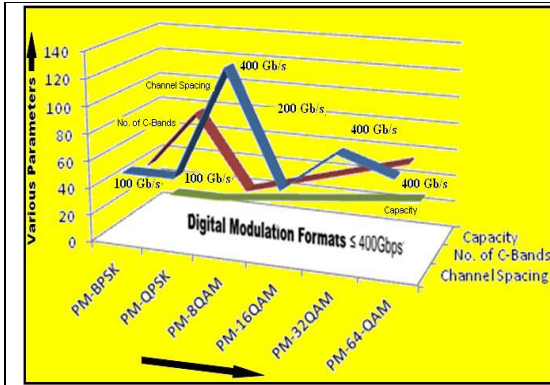 Various Parameters
140
120
100
80
60
40
20
0
400 Gb/s
Channel Spacing
200 Gb/s
No. of C-Bands
400 Gb/s
100 Gb/s
100 Gb/s
400 Gb/s
Capacity
Digital Modulation Formats ≤ 400Gbps
Capacity
No. of C-Bands
Channel Spacing
PM-BPSK
PM-QPSK
PM-8QAM
PM-16QAM
PM-32QAM
PM-64-QAM